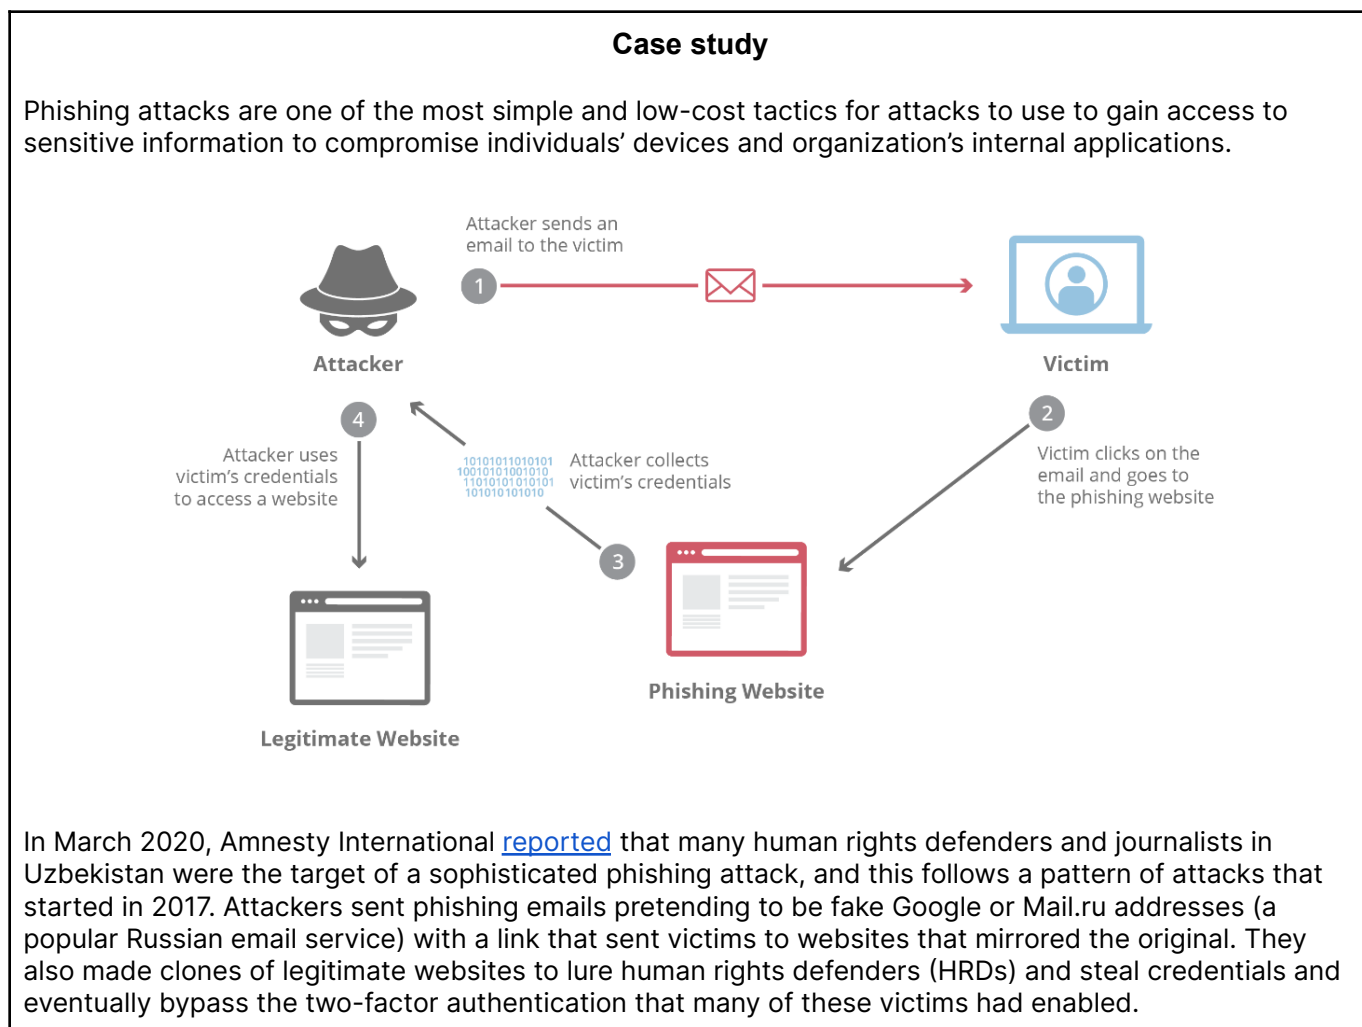 Case study
Phishing attacks are one of the most simple and low-cost tactics for attacks to use to gain access to
sensitive information to compromise individuals’ devices and organization’s internal applications.
Attacker sends an
email to the victim
1
Attacker
Victim
4
2
Attacker uses
victim’s credentials
to access a website
10101011010101
10010101001010
11010101010101
101010101010
Attacker collects
victim’s credentials
Victim clicks on the
email and goes to
the phishing website
3
Phishing Website
Legitimate Website
In March 2020, Amnesty International reported that many human rights defenders and journalists in
Uzbekistan were the target of a sophisticated phishing attack, and this follows a pattern of attacks that
started in 2017. Attackers sent phishing emails pretending to be fake Google or Mail.ru addresses (a
popular Russian email service) with a link that sent victims to websites that mirrored the original. They
also made clones of legitimate websites to lure human rights defenders (HRDs) and steal credentials and
eventually bypass the two-factor authentication that many of these victims had enabled.